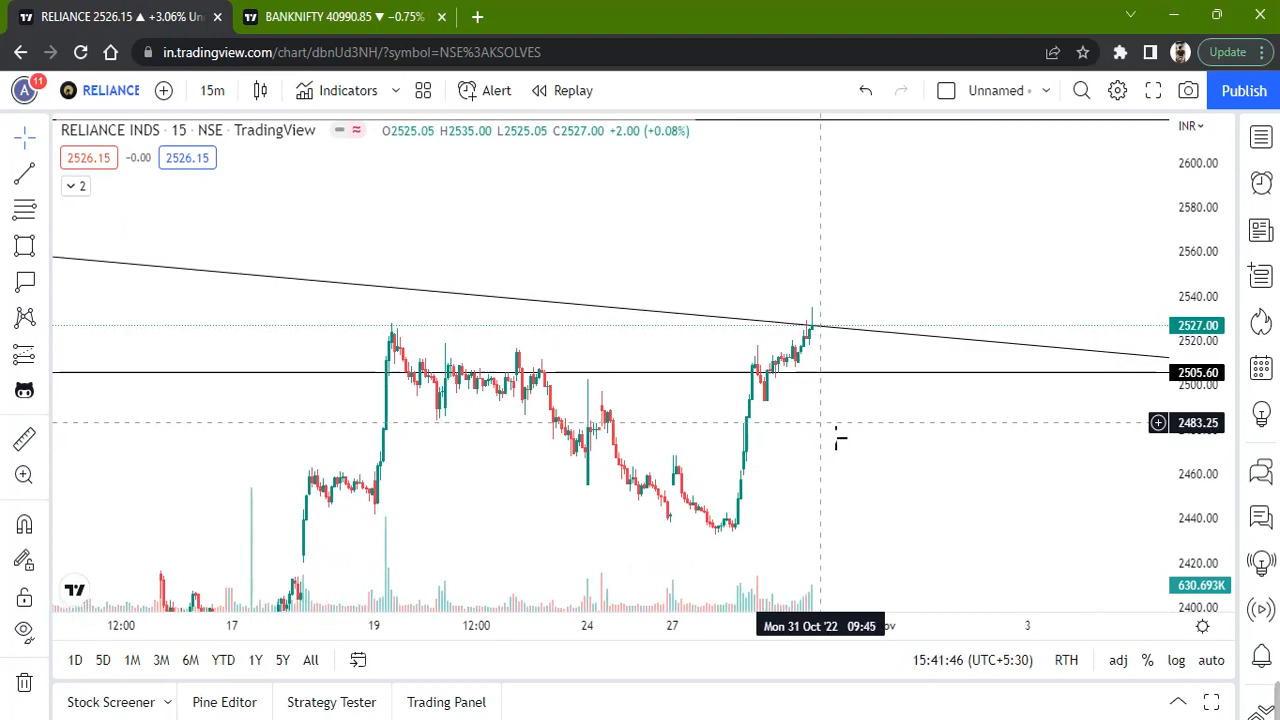 RELIANCE 2526.15 ▲ +3.06% Un
BANKNIFTY 40990.85 ▼ −0.75%
in.tradingview.com/chart/dbnUd3NH/?symbol=NSE%3AKSOLVES
Update
11
A
RELIANCE
15m
Indicators
Alert
Replay
Unnamed
Publish
RELIANCE INDS · 15 · NSE · TradingView
O2525.05 H2535.00 L2525.05 C2527.00 +2.00 (+0.08%)
INR
2526.15
-0.00
2526.15
2
2600.00
2580.00
2560.00
2540.00
2527.00
2520.00
2505.60
2500.00
2483.25
2460.00
2440.00
2420.00
630.693K
2400.00
12:00
17
19
12:00
24
27
Mon 31 Oct '22 09:45
ov
3
1D
5D
1M
3M
6M
YTD
1Y
5Y
All
15:41:46 (UTC+5:30)
RTH
adj
%
log
auto
Stock Screener
Pine Editor
Strategy Tester
Trading Panel